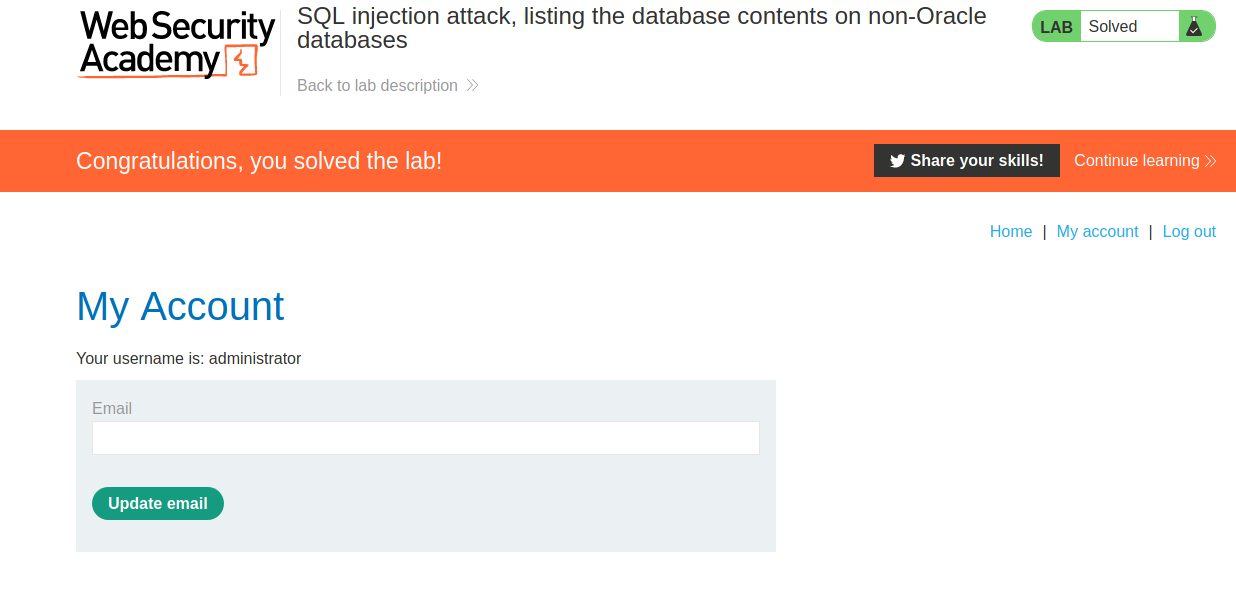 Web Security
Academy
SQL injection attack, listing the database contents on non-Oracle
databases
Back to lab description
LAB Solved
Congratulations, you solved the lab!
Share your skills!
Continue learning
Home | My account | Log out
My Account
Your username is: administrator
Email
Update email